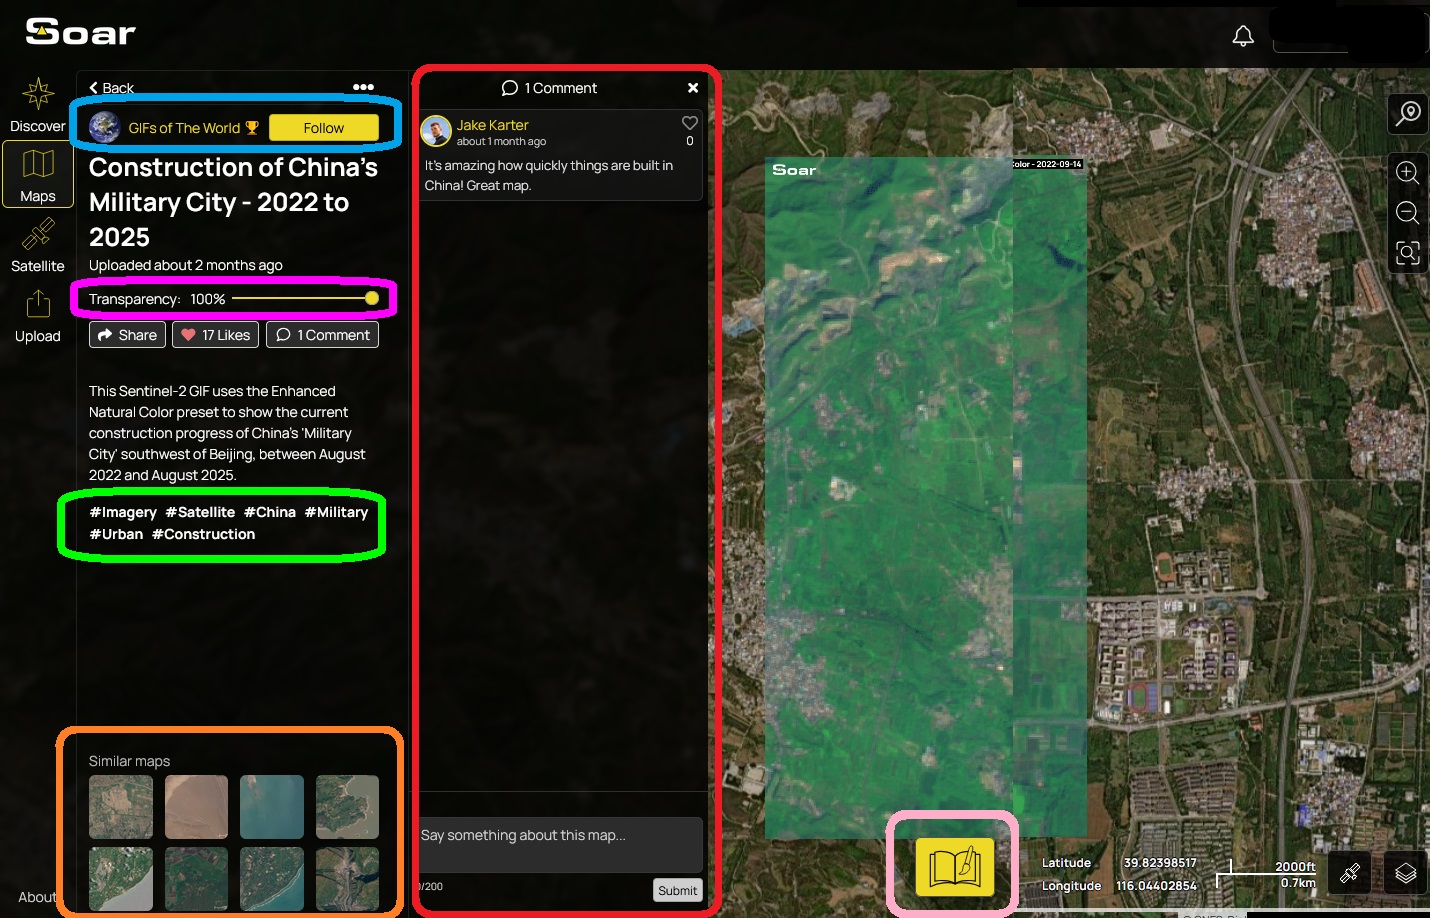 Soar
Discover
Maps
Satellite
Upload
About
Back
•••
GIFs of The World
Follow
Construction of China's
Military City - 2022 to
2025
Uploaded about 2 months ago
Transparency: 100%
Share
17 Likes
1 Comment
This Sentinel-2 GIF uses the Enhanced
Natural Color preset to show the current
construction progress of China's 'Military
City' southwest of Beijing, between August
2022 and August 2025.
#Imagery #Satellite #China #Military
#Urban #Construction
Similar maps
1 Comment
Jake Karter
about 1 month ago
0
It's amazing how quickly things are built in
China! Great map.
Say something about this map...
/200
Submit
Soar
Color - 2022-09-14
Latitude 39.82398517
Longitude 116.04402854
2000ft
0.7km